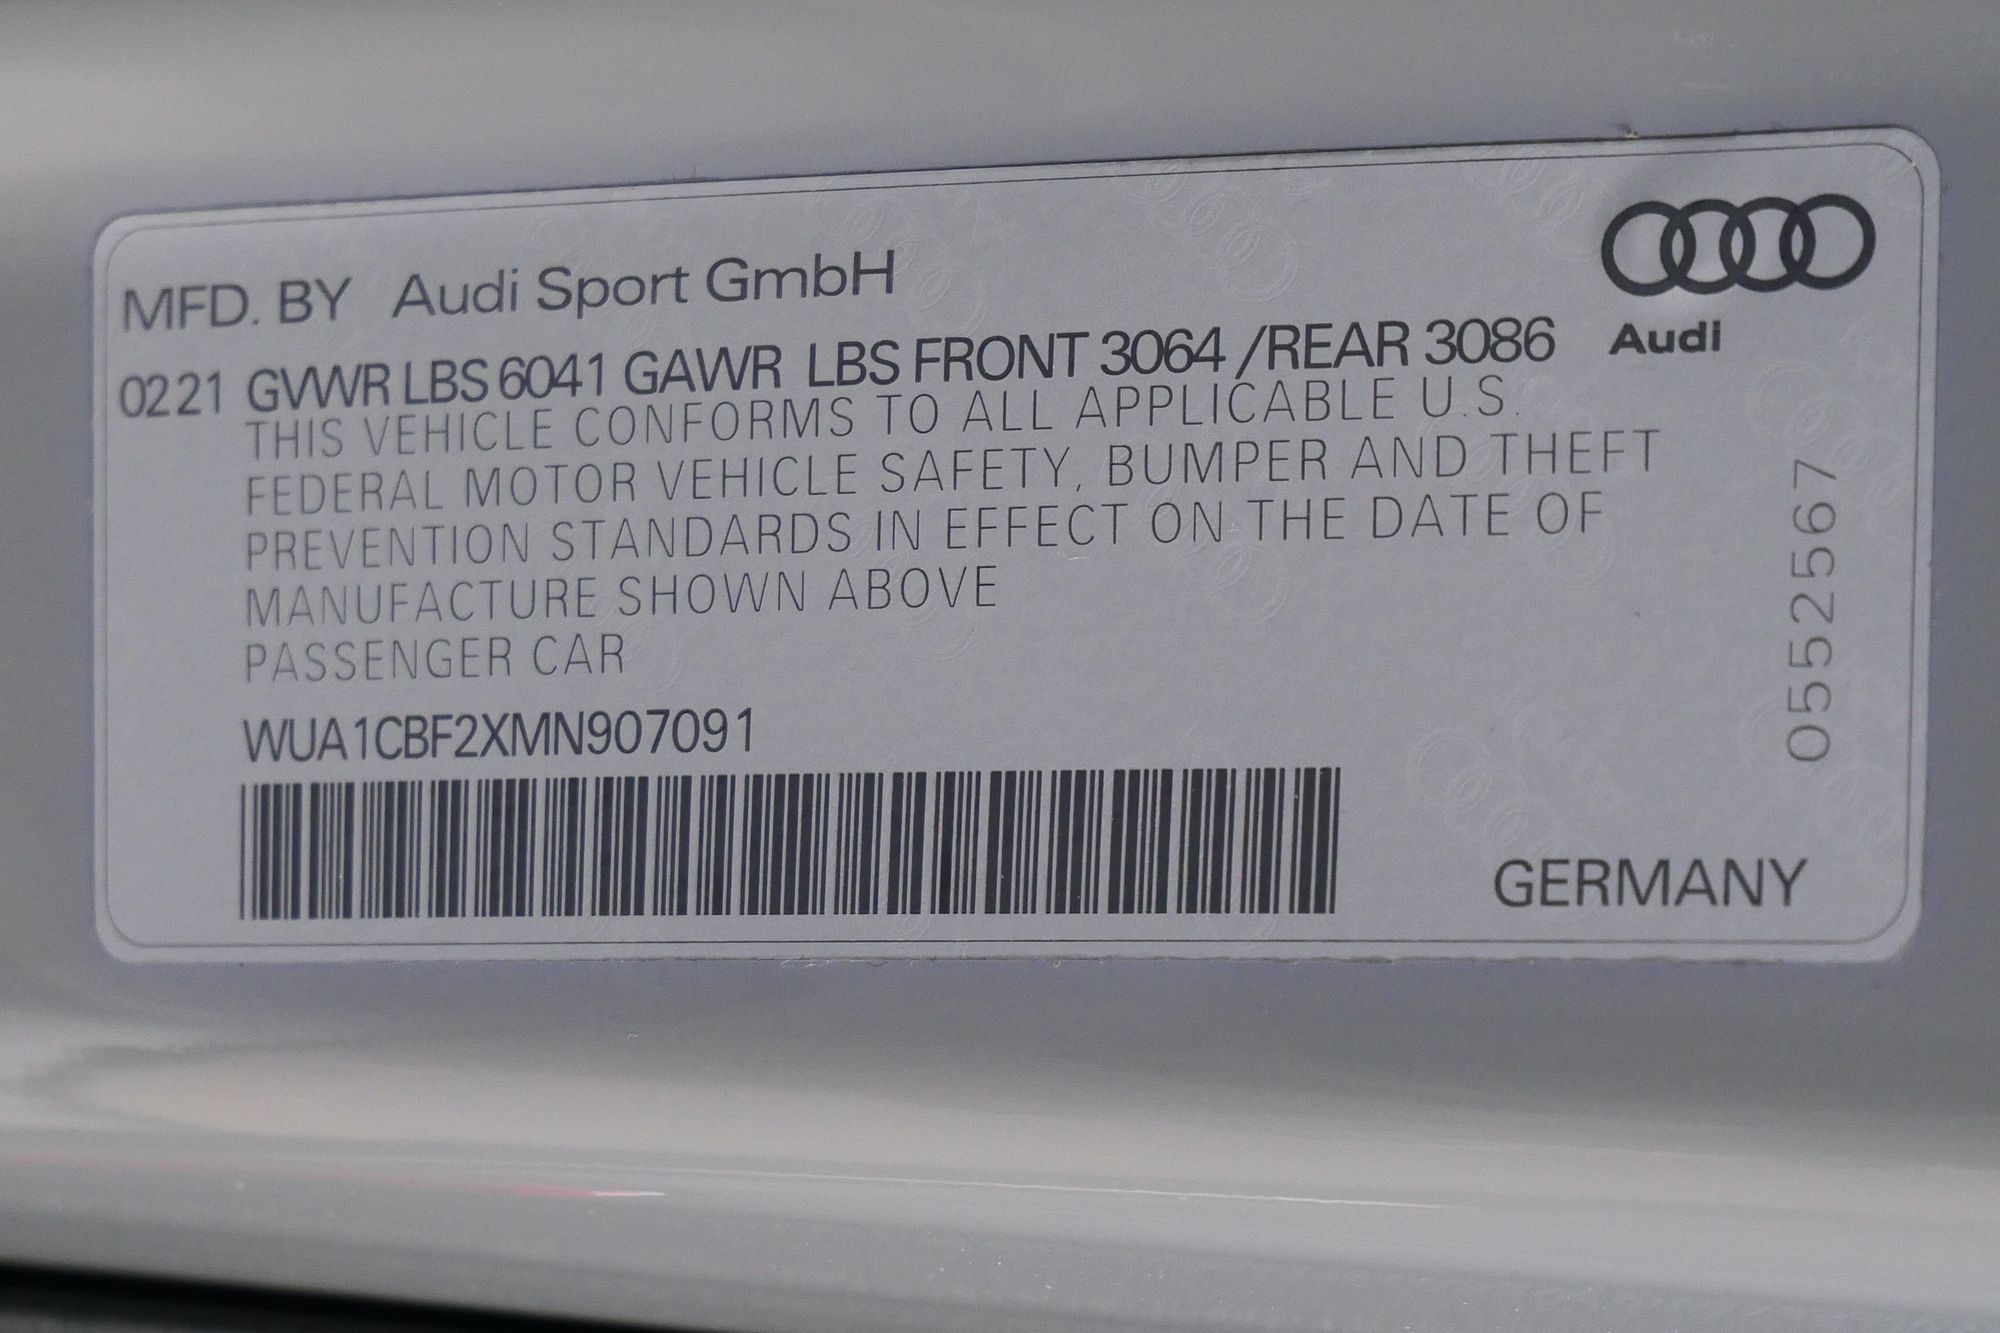 MFD. BY Audi Sport GmbH
0221 GVWR LBS 6041 GAWR LBS FRONT 3064 /REAR 3086
Audi
THIS VEHICLE CONFORMS TO ALL APPLICABLE U.S.
FEDERAL MOTOR VEHICLE SAFETY, BUMPER AND THEFT
PREVENTION STANDARDS IN EFFECT ON THE DATE OF
MANUFACTURE SHOWN ABOVE
PASSENGER CAR
WUA1CBF2XMN907091
0552567
GERMANY